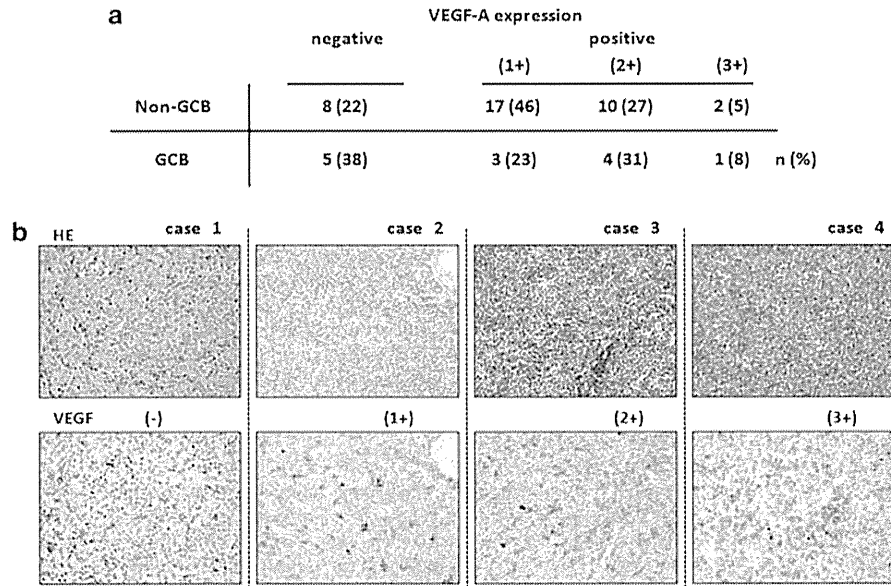 a
VEGF-A expression
negative positive
(1+) (2+) (3+)
Non-GCB 8 (22) 17 (46) 10 (27) 2 (5)
GCB 5 (38) 3 (23) 4 (31) 1 (8) n (%)
b
HE case 1 case 2 case 3 case 4
VEGF (-) (1+) (2+) (3+)